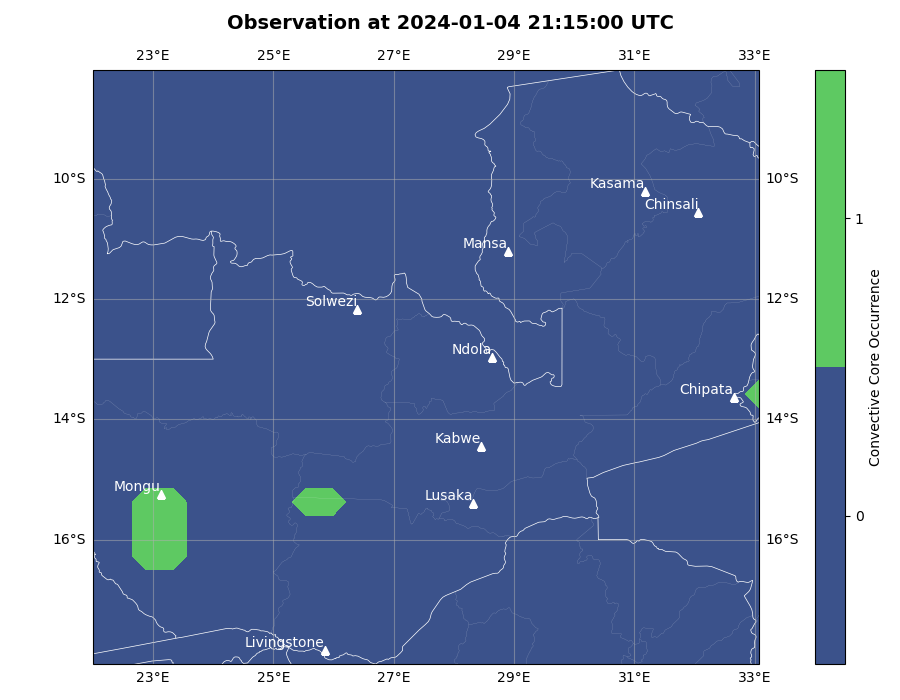 Observation at 2024-01-04 21:15:00 UTC
23°E 25°E 27°E 29°E 31°E 33°E
10°S 10°S
12°S 12°S
14°S 14°S
16°S 16°S
Kasama
Chinsali
Mansa
Solwezi
Ndola
Chipata
Kabwe
Mongu
Lusaka
Livingstone
23°E 25°E 27°E 29°E 31°E 33°E
1
0
Convective Core Occurrence